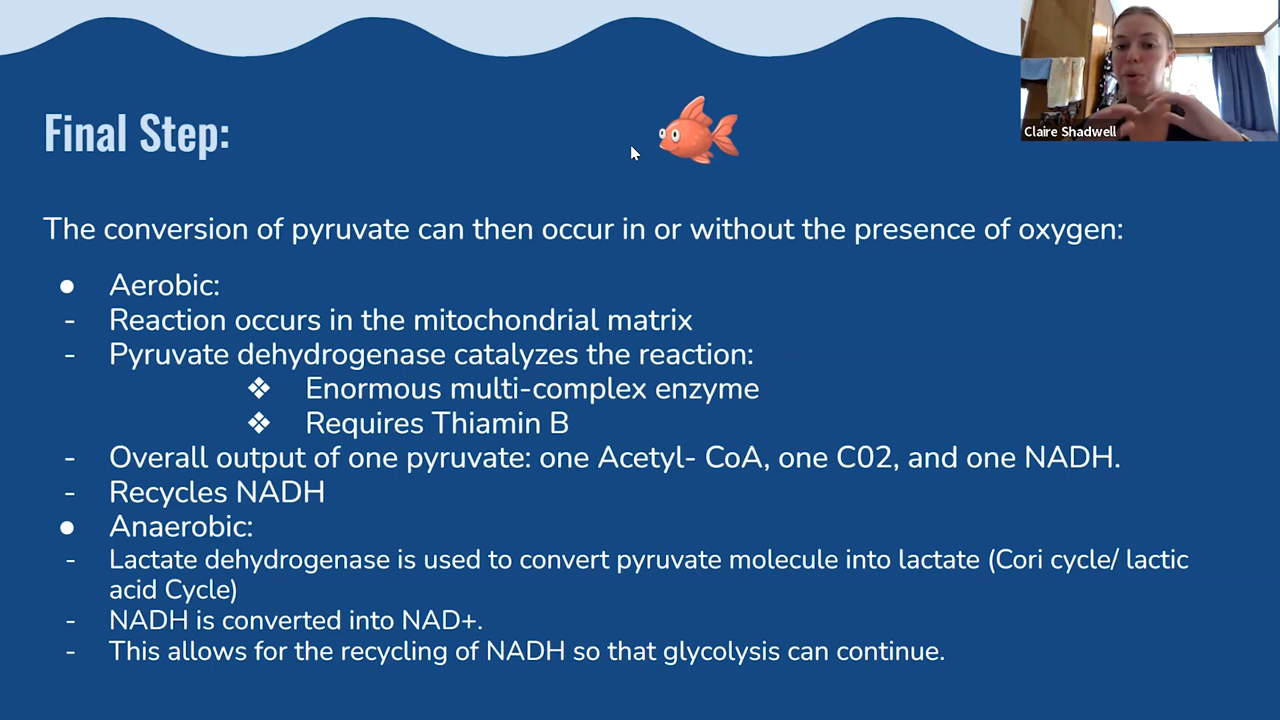 Claire Shadwell
Final Step:
The conversion of pyruvate can then occur in or without the presence of oxygen:
● Aerobic:
- Reaction occurs in the mitochondrial matrix
- Pyruvate dehydrogenase catalyzes the reaction:
❖ Enormous multi-complex enzyme
❖ Requires Thiamin B
- Overall output of one pyruvate: one Acetyl- CoA, one C02, and one NADH.
- Recycles NADH
● Anaerobic:
- Lactate dehydrogenase is used to convert pyruvate molecule into lactate (Cori cycle/ lactic
acid Cycle)
- NADH is converted into NAD+.
- This allows for the recycling of NADH so that glycolysis can continue.